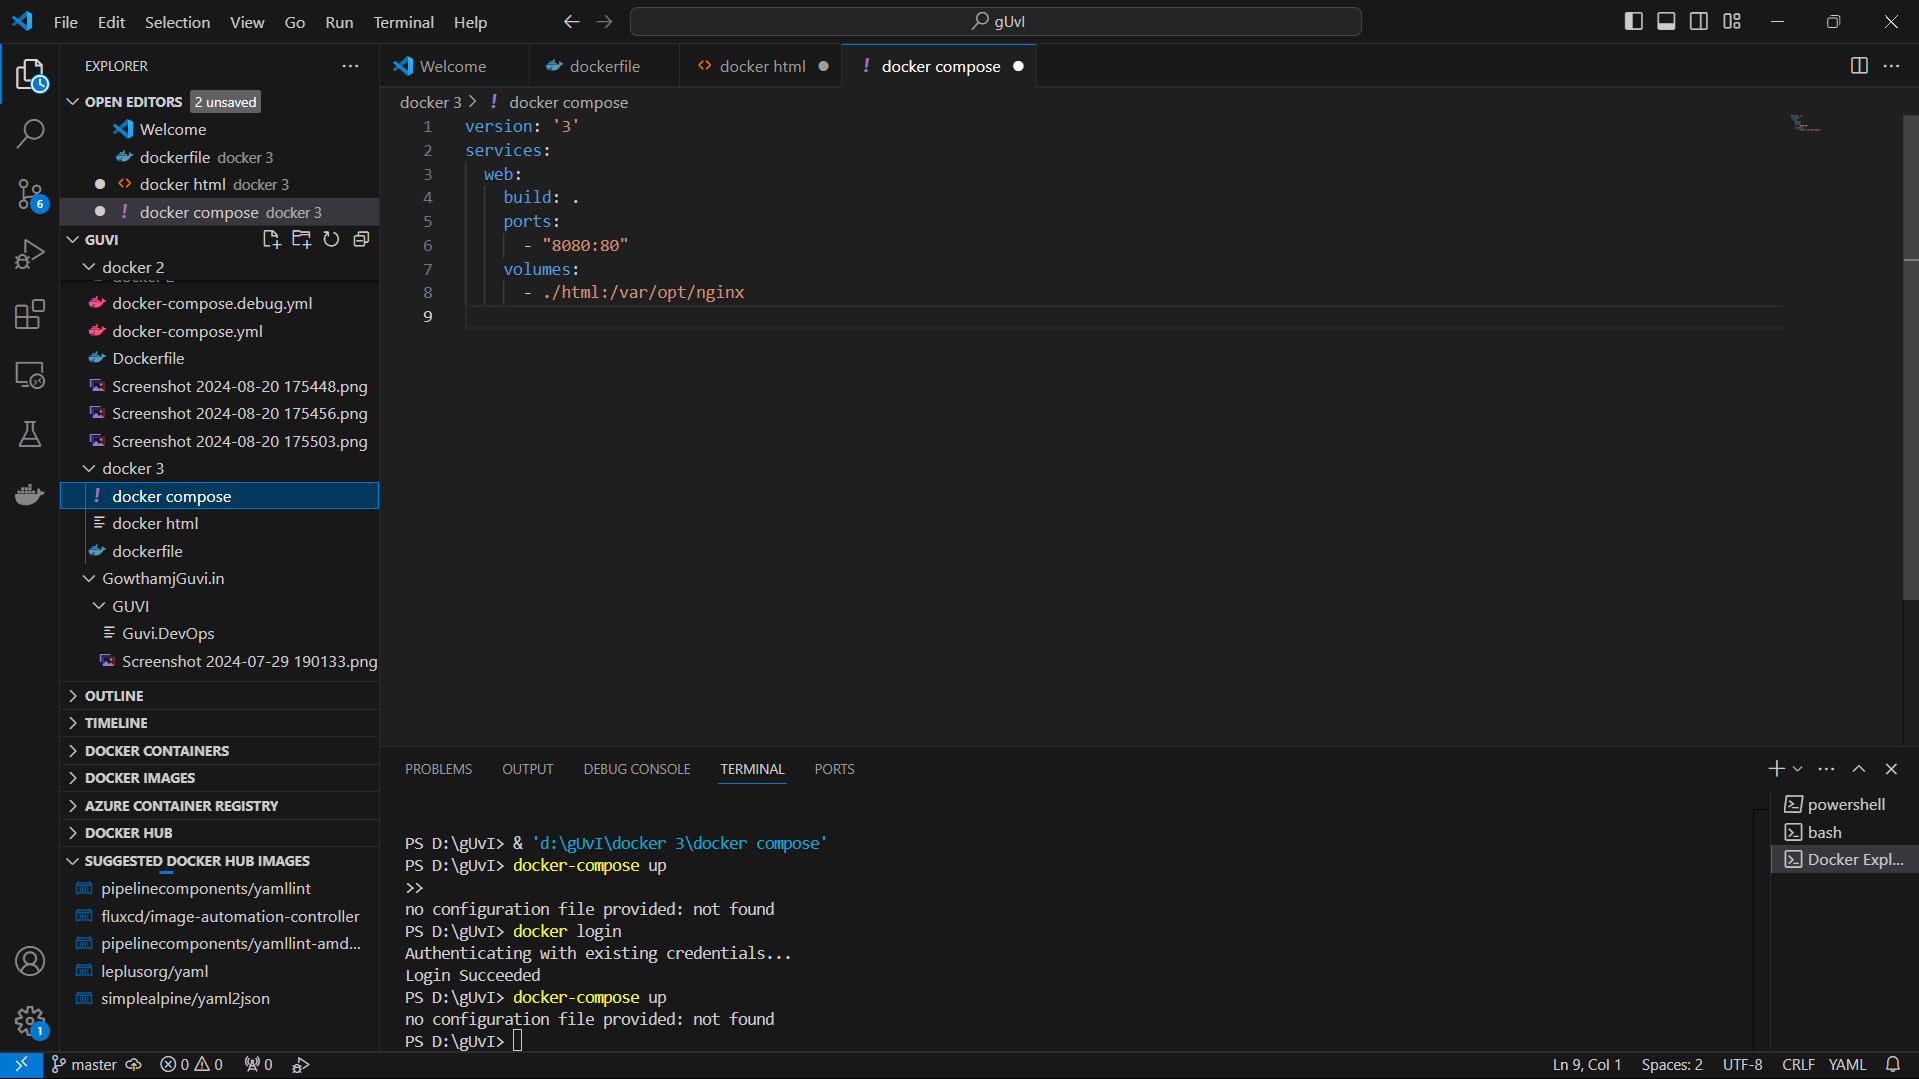 File Edit Selection View Go Run Terminal Help
gUvI
EXPLORER
OPEN EDITORS 2 unsaved
Welcome
dockerfile docker 3
docker html docker 3
docker compose docker 3
GUVI
docker 2
docker-compose.debug.yml
docker-compose.yml
Dockerfile
Screenshot 2024-08-20 175448.png
Screenshot 2024-08-20 175456.png
Screenshot 2024-08-20 175503.png
docker 3
docker compose
docker html
dockerfile
GowthamjGuvi.in
GUVI
Guvi.DevOps
Screenshot 2024-07-29 190133.png
OUTLINE
TIMELINE
DOCKER CONTAINERS
DOCKER IMAGES
AZURE CONTAINER REGISTRY
DOCKER HUB
SUGGESTED DOCKER HUB IMAGES
pipelinecomponents/yamllint
fluxcd/image-automation-controller
pipelinecomponents/yamllint-amd...
leplusorg/yaml
simplealpine/yaml2json
6
1
Welcome dockerfile docker html docker compose
docker 3 > ! docker compose
1 version: '3'
2 services:
3 web:
4 build: .
5 ports:
6 - "8080:80"
7 volumes:
8 - ./html:/var/opt/nginx
9
PROBLEMS OUTPUT DEBUG CONSOLE TERMINAL PORTS
PS D:\gUvI> & 'd:\gUvI\docker 3\docker compose'
PS D:\gUvI> docker-compose up
>>
no configuration file provided: not found
PS D:\gUvI> docker login
Authenticating with existing credentials...
Login Succeeded
PS D:\gUvI> docker-compose up
no configuration file provided: not found
PS D:\gUvI>
powershell
bash
Docker Expl...
master 0 0 0
Ln 9, Col 1 Spaces: 2 UTF-8 CRLF YAML